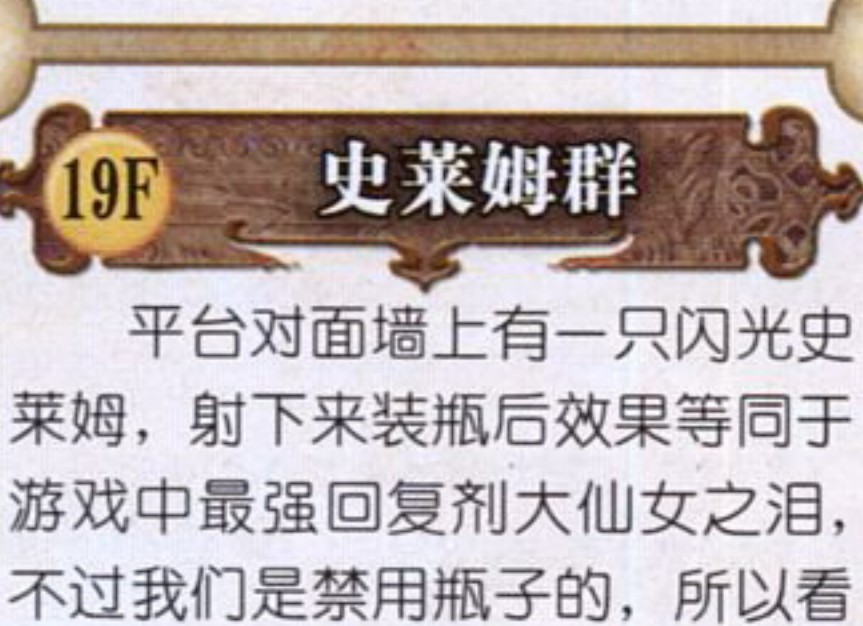 19F 史莱姆群
平台对面墙上有一只闪光史
莱姆，射下来装瓶后效果等同于
游戏中最强回复剂大仙女之泪，
不过我们是禁用瓶子的，所以看